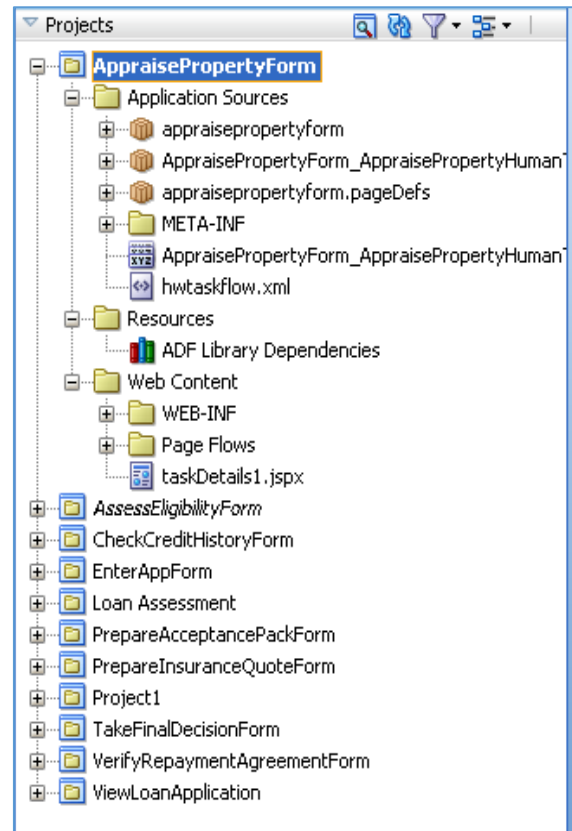 Projects
AppraisePropertyForm
Application Sources
appraisepropertyform
AppraisePropertyForm_AppraisePropertyHuman
appraisepropertyform.pageDefs
META-INF
AppraisePropertyForm_AppraisePropertyHuman
hwtaskflow.xml
Resources
ADF Library Dependencies
Web Content
WEB-INF
Page Flows
taskDetails1.jspx
AssessEligibilityForm
CheckCreditHistoryForm
EnterAppForm
Loan Assessment
PrepareAcceptancePackForm
PrepareInsuranceQuoteForm
Project1
TakeFinalDecisionForm
VerifyRepaymentAgreementForm
ViewLoanApplication